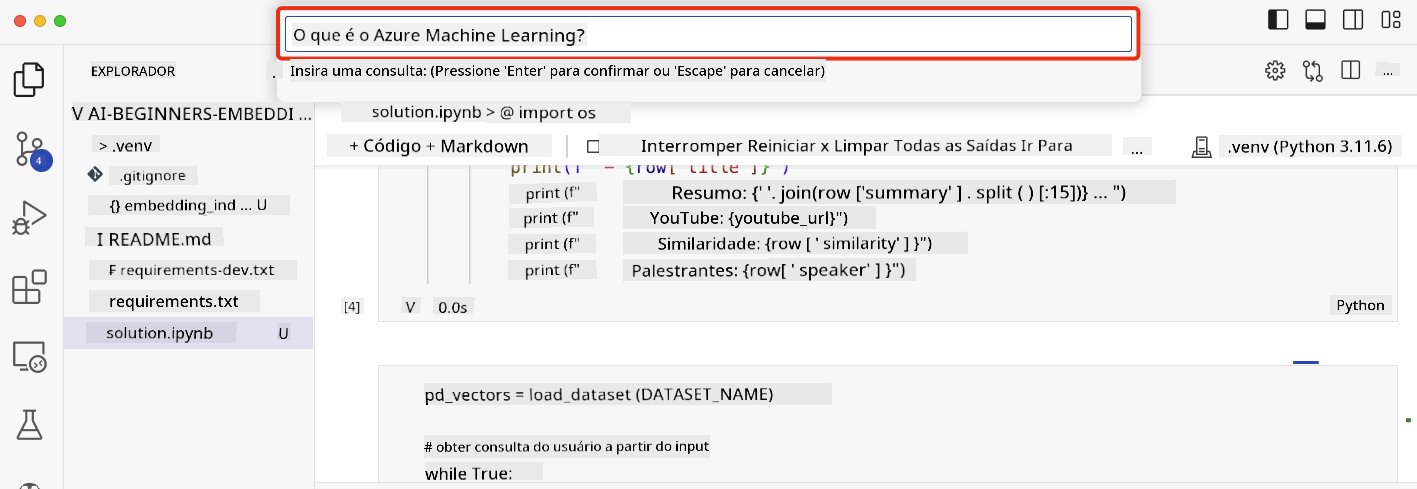 O que é o Azure Machine Learning?
Insira uma consulta: (Pressione 'Enter' para confirmar ou 'Escape' para cancelar)
EXPLORADOR
...
V AI-BEGINNERS-EMBEDDI ...
> .venv
.gitignore
{} embedding_ind ... U
I README.md
F requirements-dev.txt
requirements.txt
solution.ipynb U
4
solution.ipynb > @ import os
+ Código + Markdown
Interromper Reiniciar x Limpar Todas as Saídas Ir Para
...
.venv (Python 3.11.6)
print(f" = {row[ 'title']}")
print (f" Resumo: {' '. join(row ['summary' ] . split ( ) [:15])} ... ")
print (f" YouTube: {youtube_url}")
print (f" Similaridade: {row [ ' similarity' ] }")
print (f" Palestrantes: {row[ ' speaker' ] }")
[4] V 0.0s
Python
pd_vectors = load_dataset (DATASET_NAME)
# obter consulta do usuário a partir do input
while True: